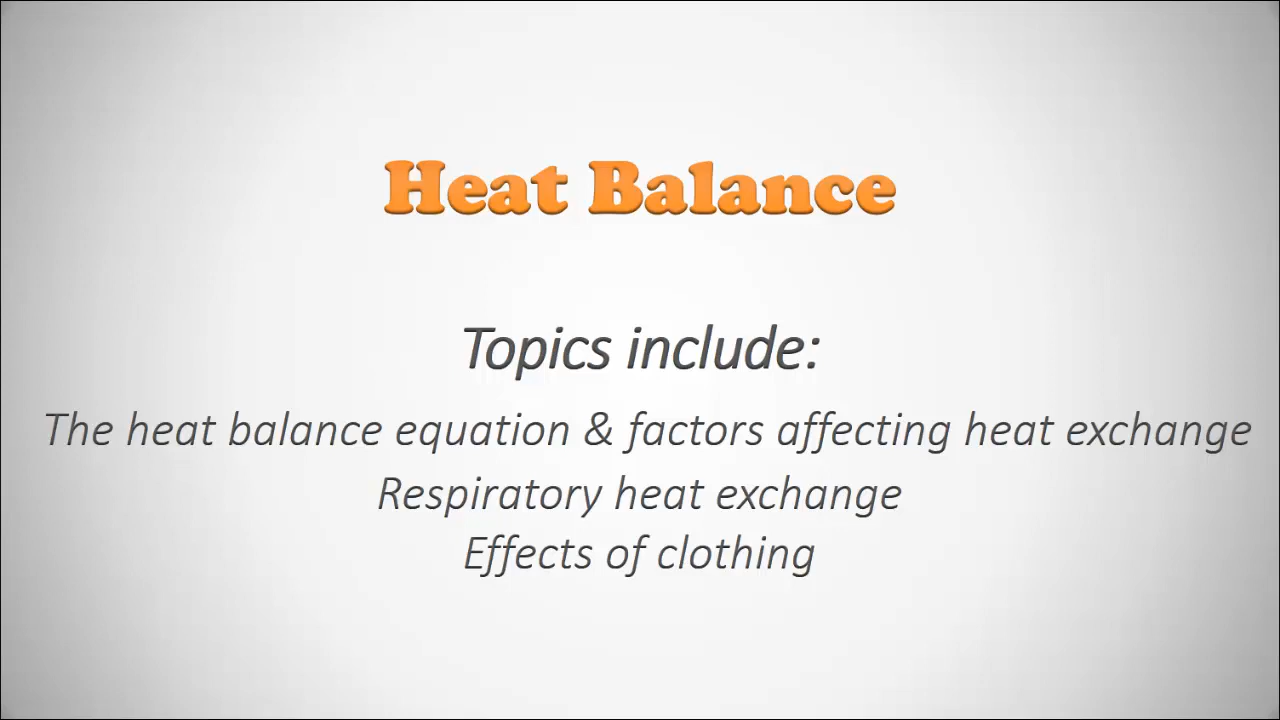 Heat Balance
Topics include:
The heat balance equation & factors affecting heat exchange
Respiratory heat exchange
Effects of clothing